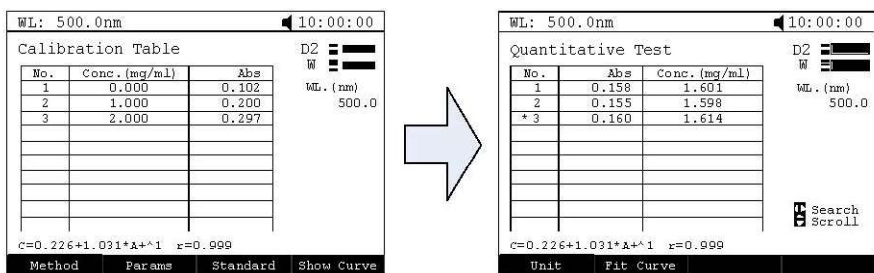 WL: 500.0nm 10:00:00
Calibration Table D2
W
No. Conc.(mg/ml) Abs
1 0.000 0.102
2 1.000 0.200
3 2.000 0.297
WL.(nm)
500.0
C=0.226+1.031*A+^1 r=0.999
Method Params Standard Show Curve
WL: 500.0nm 10:00:00
Quantitative Test D2
W
No. Abs Conc.(mg/ml)
1 0.158 1.601
2 0.155 1.598
*3 0.160 1.614
WL.(nm)
500.0
Search
Scroll
C=0.226+1.031*A+^1 r=0.999
Unit Fit Curve